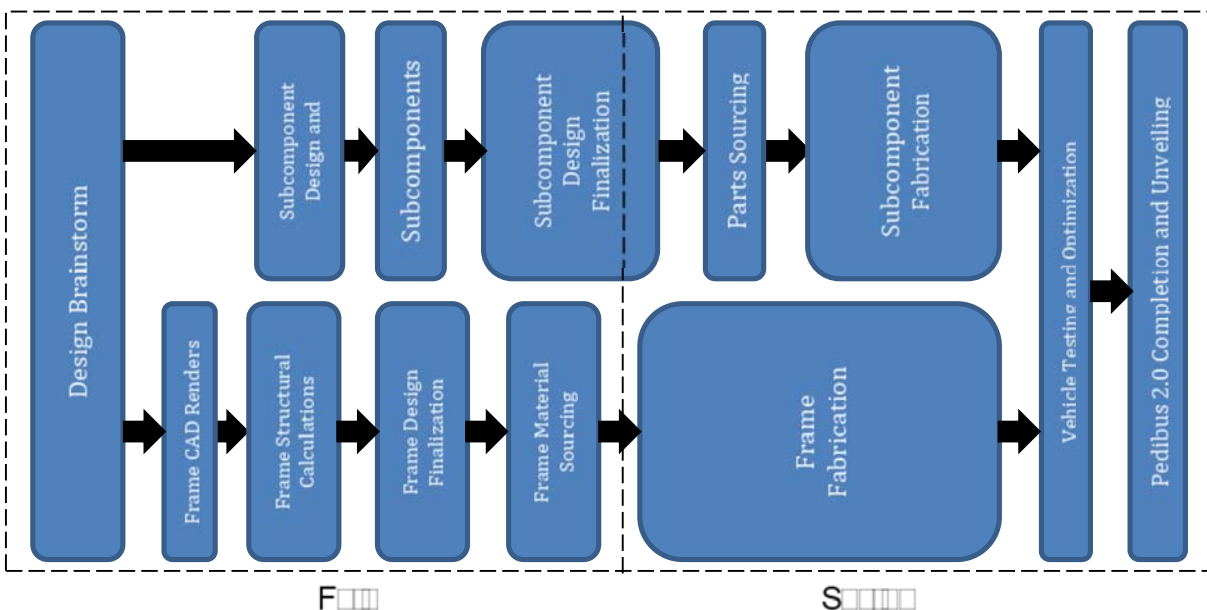 Design Brainstorm
Subcomponent
Design and
Subcomponents
Subcomponent
Design
Finalization
Parts Sourcing
Subcomponent
Fabrication
Frame CAD Renders
Frame Structural
Calculations
Frame Design
Finalization
Frame Material
Sourcing
Frame
Fabrication
Vehicle Testing and Optimization
Pedibus 2.0 Completion and Unveiling